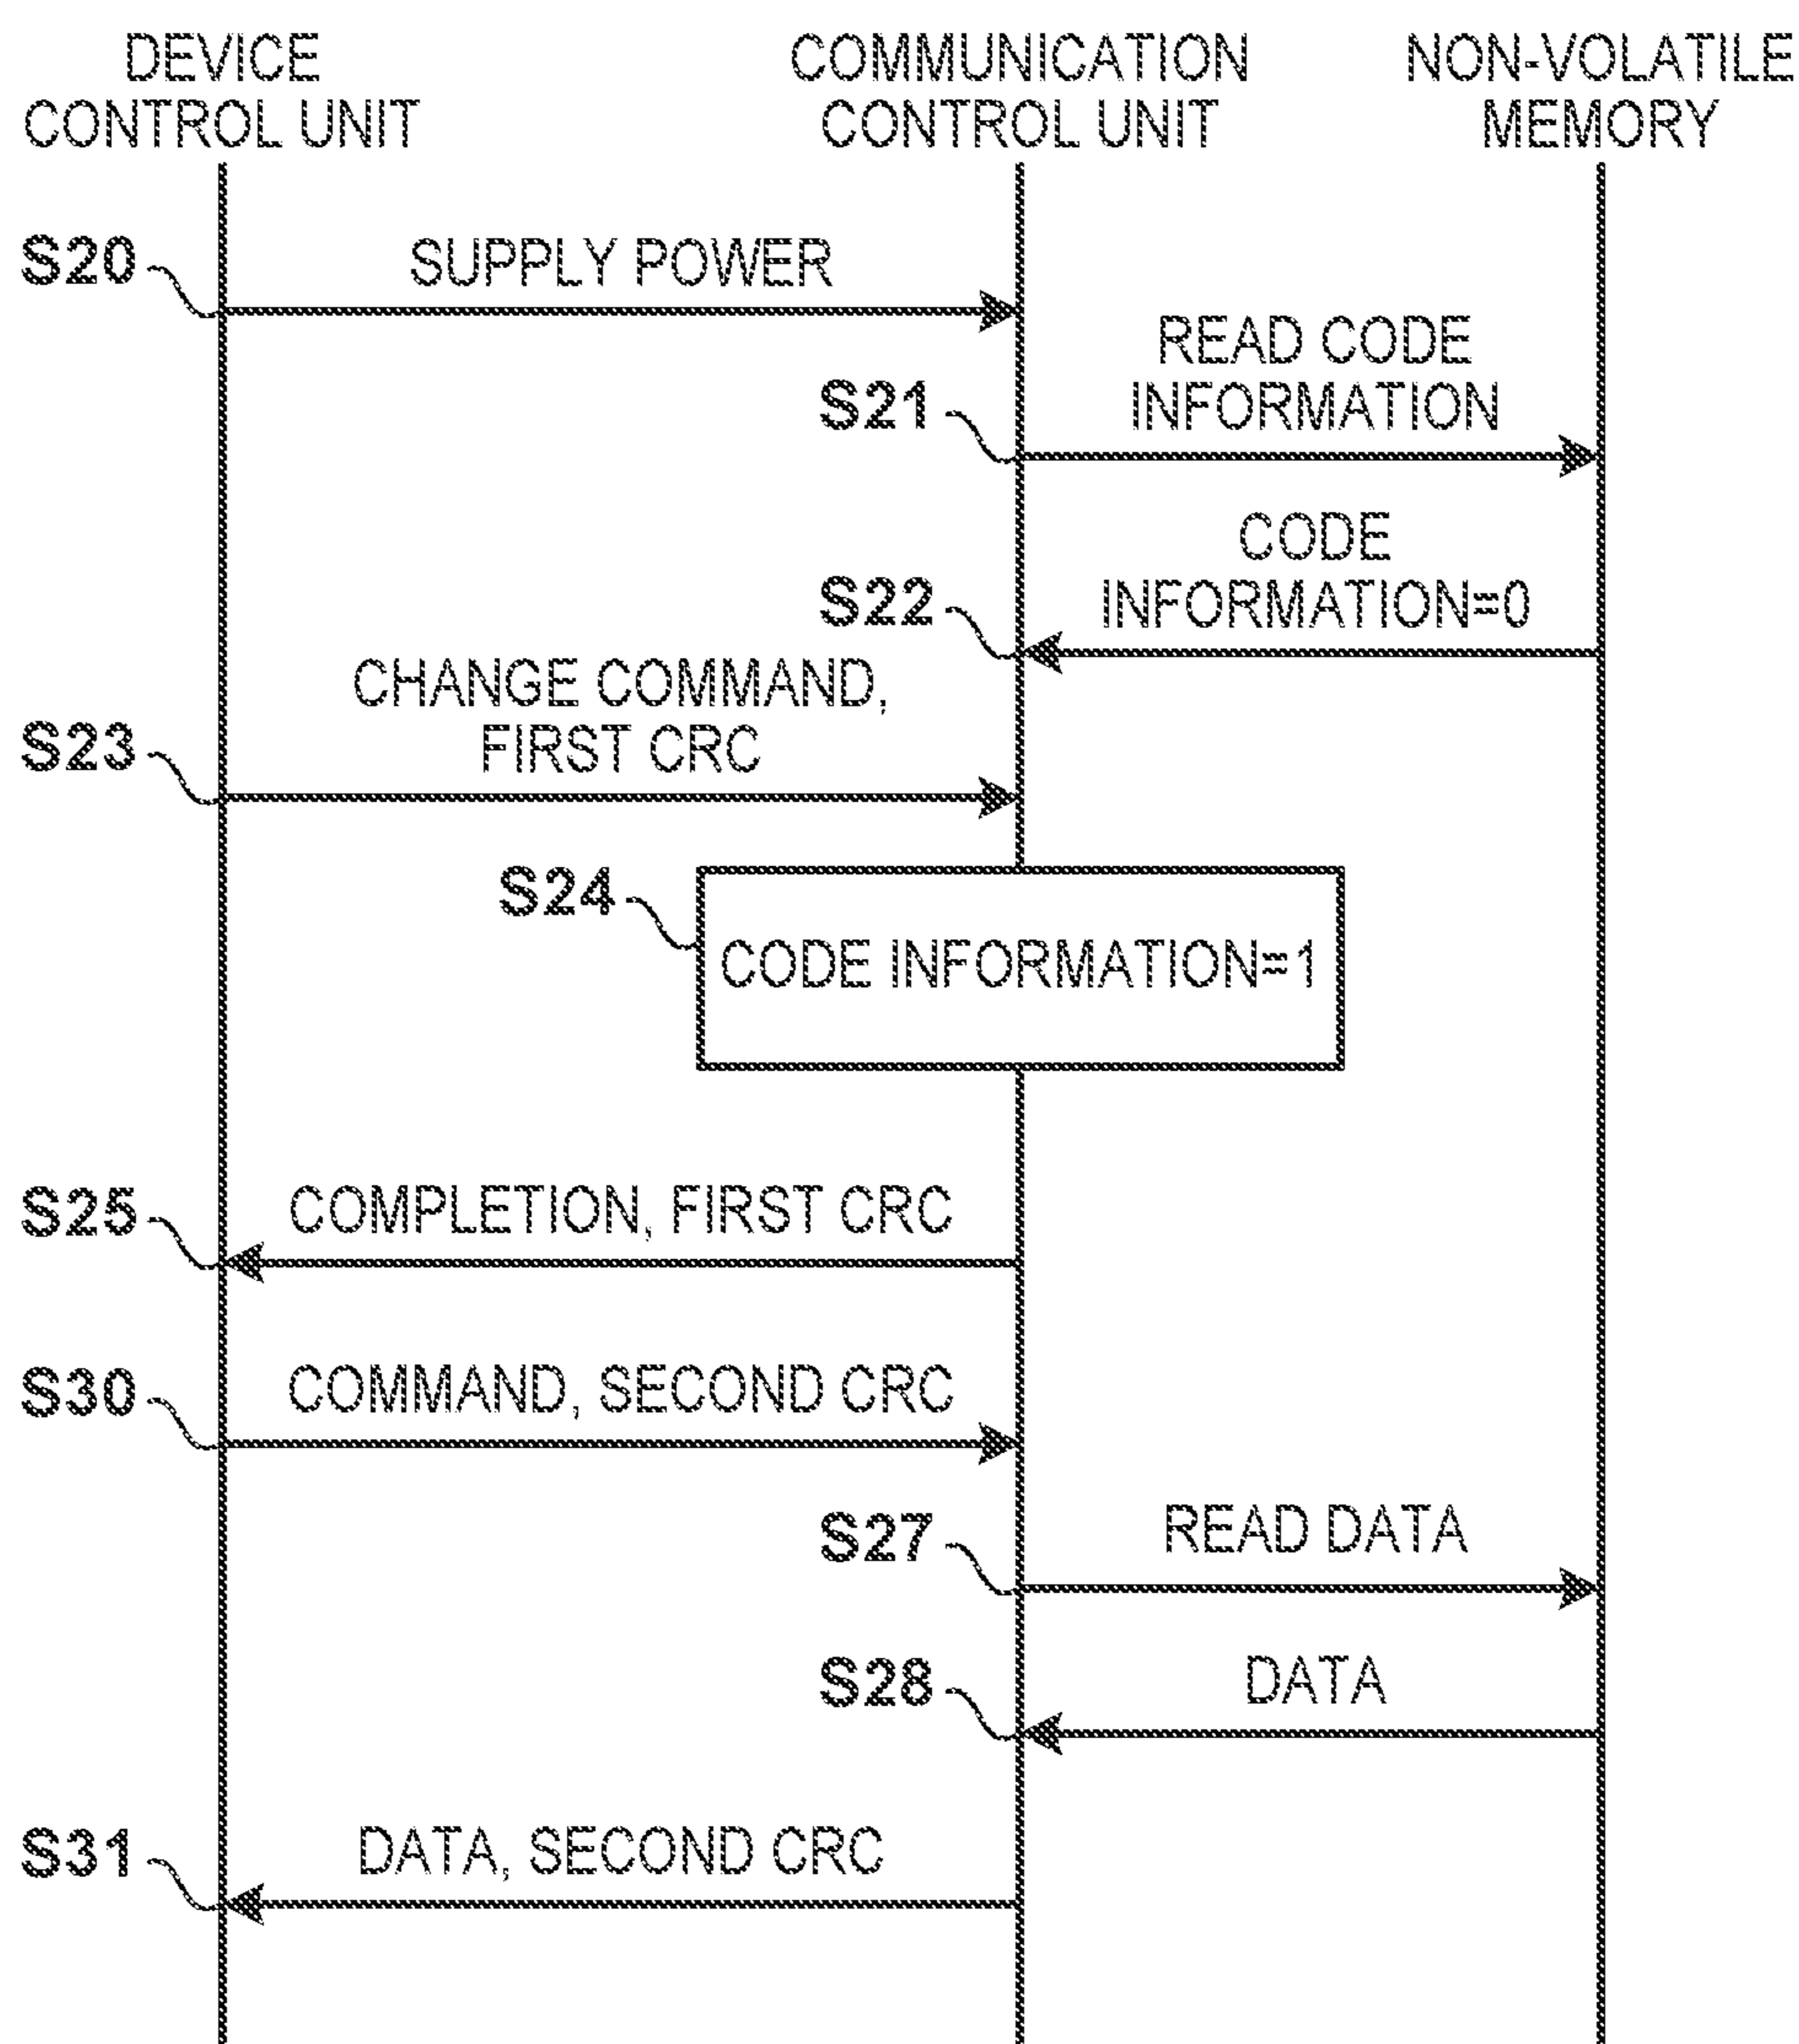 DEVICE
CONTROL UNIT
COMMUNICATION
CONTROL UNIT
NON-VOLATILE
MEMORY
S20
SUPPLY POWER
S21
READ CODE
INFORMATION
S22
CODE
INFORMATION=0
S23
CHANGE COMMAND,
FIRST CRC
S24
CODE INFORMATION=1
S25
COMPLETION, FIRST CRC
S30
COMMAND, SECOND CRC
S27
READ DATA
S28
DATA
S31
DATA, SECOND CRC